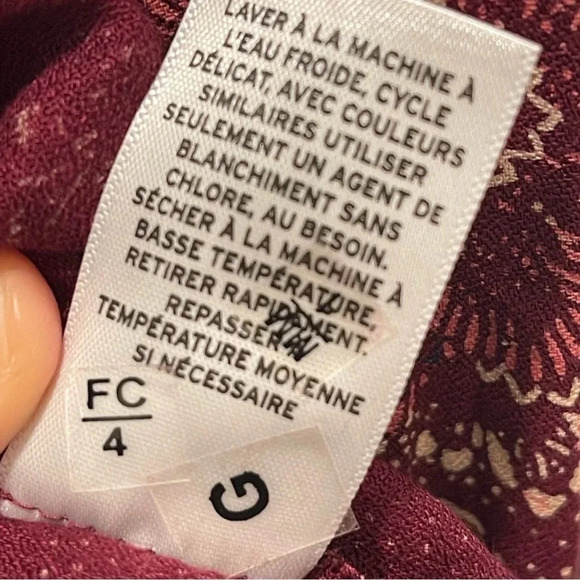 LAVER À LA MACHINE À
L'EAU FROIDE, CYCLE
DÉLICAT, AVEC COULEURS
SIMILAIRES UTILISER
SEULEMENT UN AGENT DE
BLANCHIMENT SANS
CHLORE, AU BESOIN.
SÉCHER À LA MACHINE À
BASSE TEMPÉRATURE,
RETIRER RAPIDEMENT.
REPASSER
TEMPÉRATURE MOYENNE
SI NÉCESSAIRE
FC
4
G